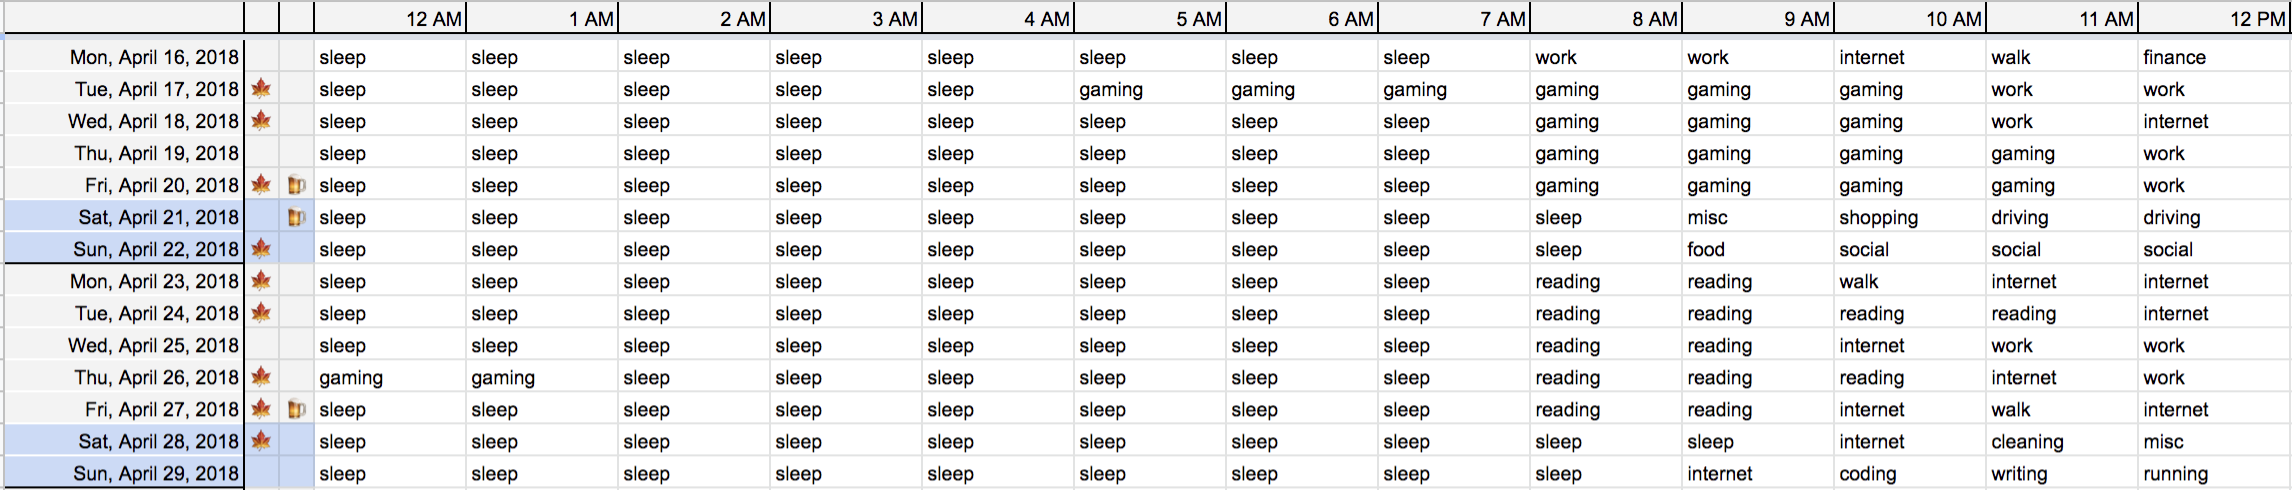 12 AM 1 AM 2 AM 3 AM 4 AM 5 AM 6 AM 7 AM 8 AM 9 AM 10 AM 11 AM 12 PM
Mon, April 16, 2018 sleep sleep sleep sleep sleep sleep sleep sleep work work internet walk finance
Tue, April 17, 2018 sleep sleep sleep sleep sleep gaming gaming gaming gaming gaming gaming work work
Wed, April 18, 2018 sleep sleep sleep sleep sleep sleep sleep sleep gaming gaming gaming work internet
Thu, April 19, 2018 sleep sleep sleep sleep sleep sleep sleep sleep gaming gaming gaming gaming work
Fri, April 20, 2018 sleep sleep sleep sleep sleep sleep sleep sleep gaming gaming gaming gaming work
Sat, April 21, 2018 sleep sleep sleep sleep sleep sleep sleep sleep sleep misc shopping driving driving
Sun, April 22, 2018 sleep sleep sleep sleep sleep sleep sleep sleep sleep food social social social
Mon, April 23, 2018 sleep sleep sleep sleep sleep sleep sleep sleep reading reading walk internet internet
Tue, April 24, 2018 sleep sleep sleep sleep sleep sleep sleep sleep reading reading reading reading internet
Wed, April 25, 2018 sleep sleep sleep sleep sleep sleep sleep sleep reading reading internet work work
Thu, April 26, 2018 gaming gaming sleep sleep sleep sleep sleep sleep reading reading reading internet work
Fri, April 27, 2018 sleep sleep sleep sleep sleep sleep sleep sleep reading reading internet walk internet
Sat, April 28, 2018 sleep sleep sleep sleep sleep sleep sleep sleep sleep sleep internet cleaning misc
Sun, April 29, 2018 sleep sleep sleep sleep sleep sleep sleep sleep sleep internet coding writing running